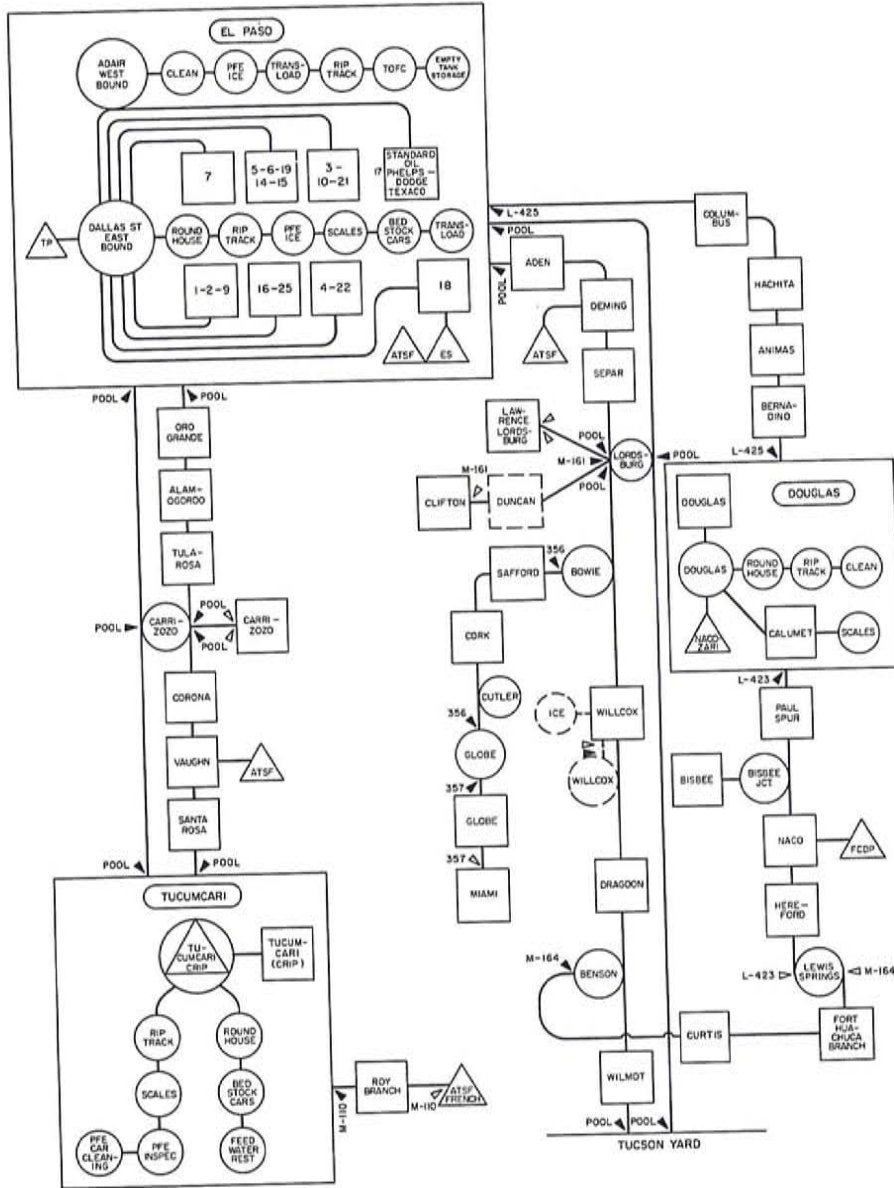 EL PASO
ADAIR
WEST
BOUND
CLEAN
PFE
ICE
TRANS-
LOAD
RIP
TRACK
TOFC
EMPTY
TANK
STORAGE
7
5-6-19
14-15
3-
10-21
17
STANDARD
OIL
PHELPS —
DODGE
TEXACO
TP
DALLAS ST
EAST
BOUND
ROUND
HOUSE
RIP
TRACK
PFE
ICE
SCALES
BED
STOCK
CARS
TRANS-
LOAD
1-2-9
16-25
4-22
18
ATSF
ES
L-425
POOL
POOL
COLUM-
BUS
ADEN
HACHITA
DEMING
ATSF
ANIMAS
SEPAR
BERNA-
DINO
L-425
POOL
POOL
ORO
GRANDE
ALAM-
OGORDO
TULA-
ROSA
POOL
CARRI-
ZOZO
POOL
POOL
CARRI-
ZOZO
CORONA
VAUGHN
ATSF
SANTA
ROSA
POOL
POOL
LAW-
RENCE
LORDS-
BURG
POOL
M-161
POOL
LORDS-
BURG
POOL
M-161
CLIFTON
DUNCAN
SAFFORD
356
BOWIE
CORK
CUTLER
356
GLOBE
357
GLOBE
357
MIAMI
ICE
WILLCOX
WILLCOX
DRAGOON
M-164
BENSON
WILMOT
POOL
POOL
TUCSON YARD
DOUGLAS
DOUGLAS
DOUGLAS
ROUND
HOUSE
RIP
TRACK
CLEAN
NACO-
ZARI
CALUMET
SCALES
L-423
PAUL
SPUR
BISBEE
BISBEE
JCT.
NACO
FCDP
HERE-
FORD
L-423
LEWIS
SPRINGS
M-164
CURTIS
FORT
HUA-
CHUCA
BRANCH
TUCUMCARI
TU-
CUMCARI
CRIP
TUCUM-
CARI
(CRIP)
RIP
TRACK
ROUND
HOUSE
SCALES
BED
STOCK
CARS
PFE
CAR
CLEAN-
ING
PFE
INSPEC
FEED
WATER
REST
M-110
ROY
BRANCH
M-110
ATSF
FRENCH